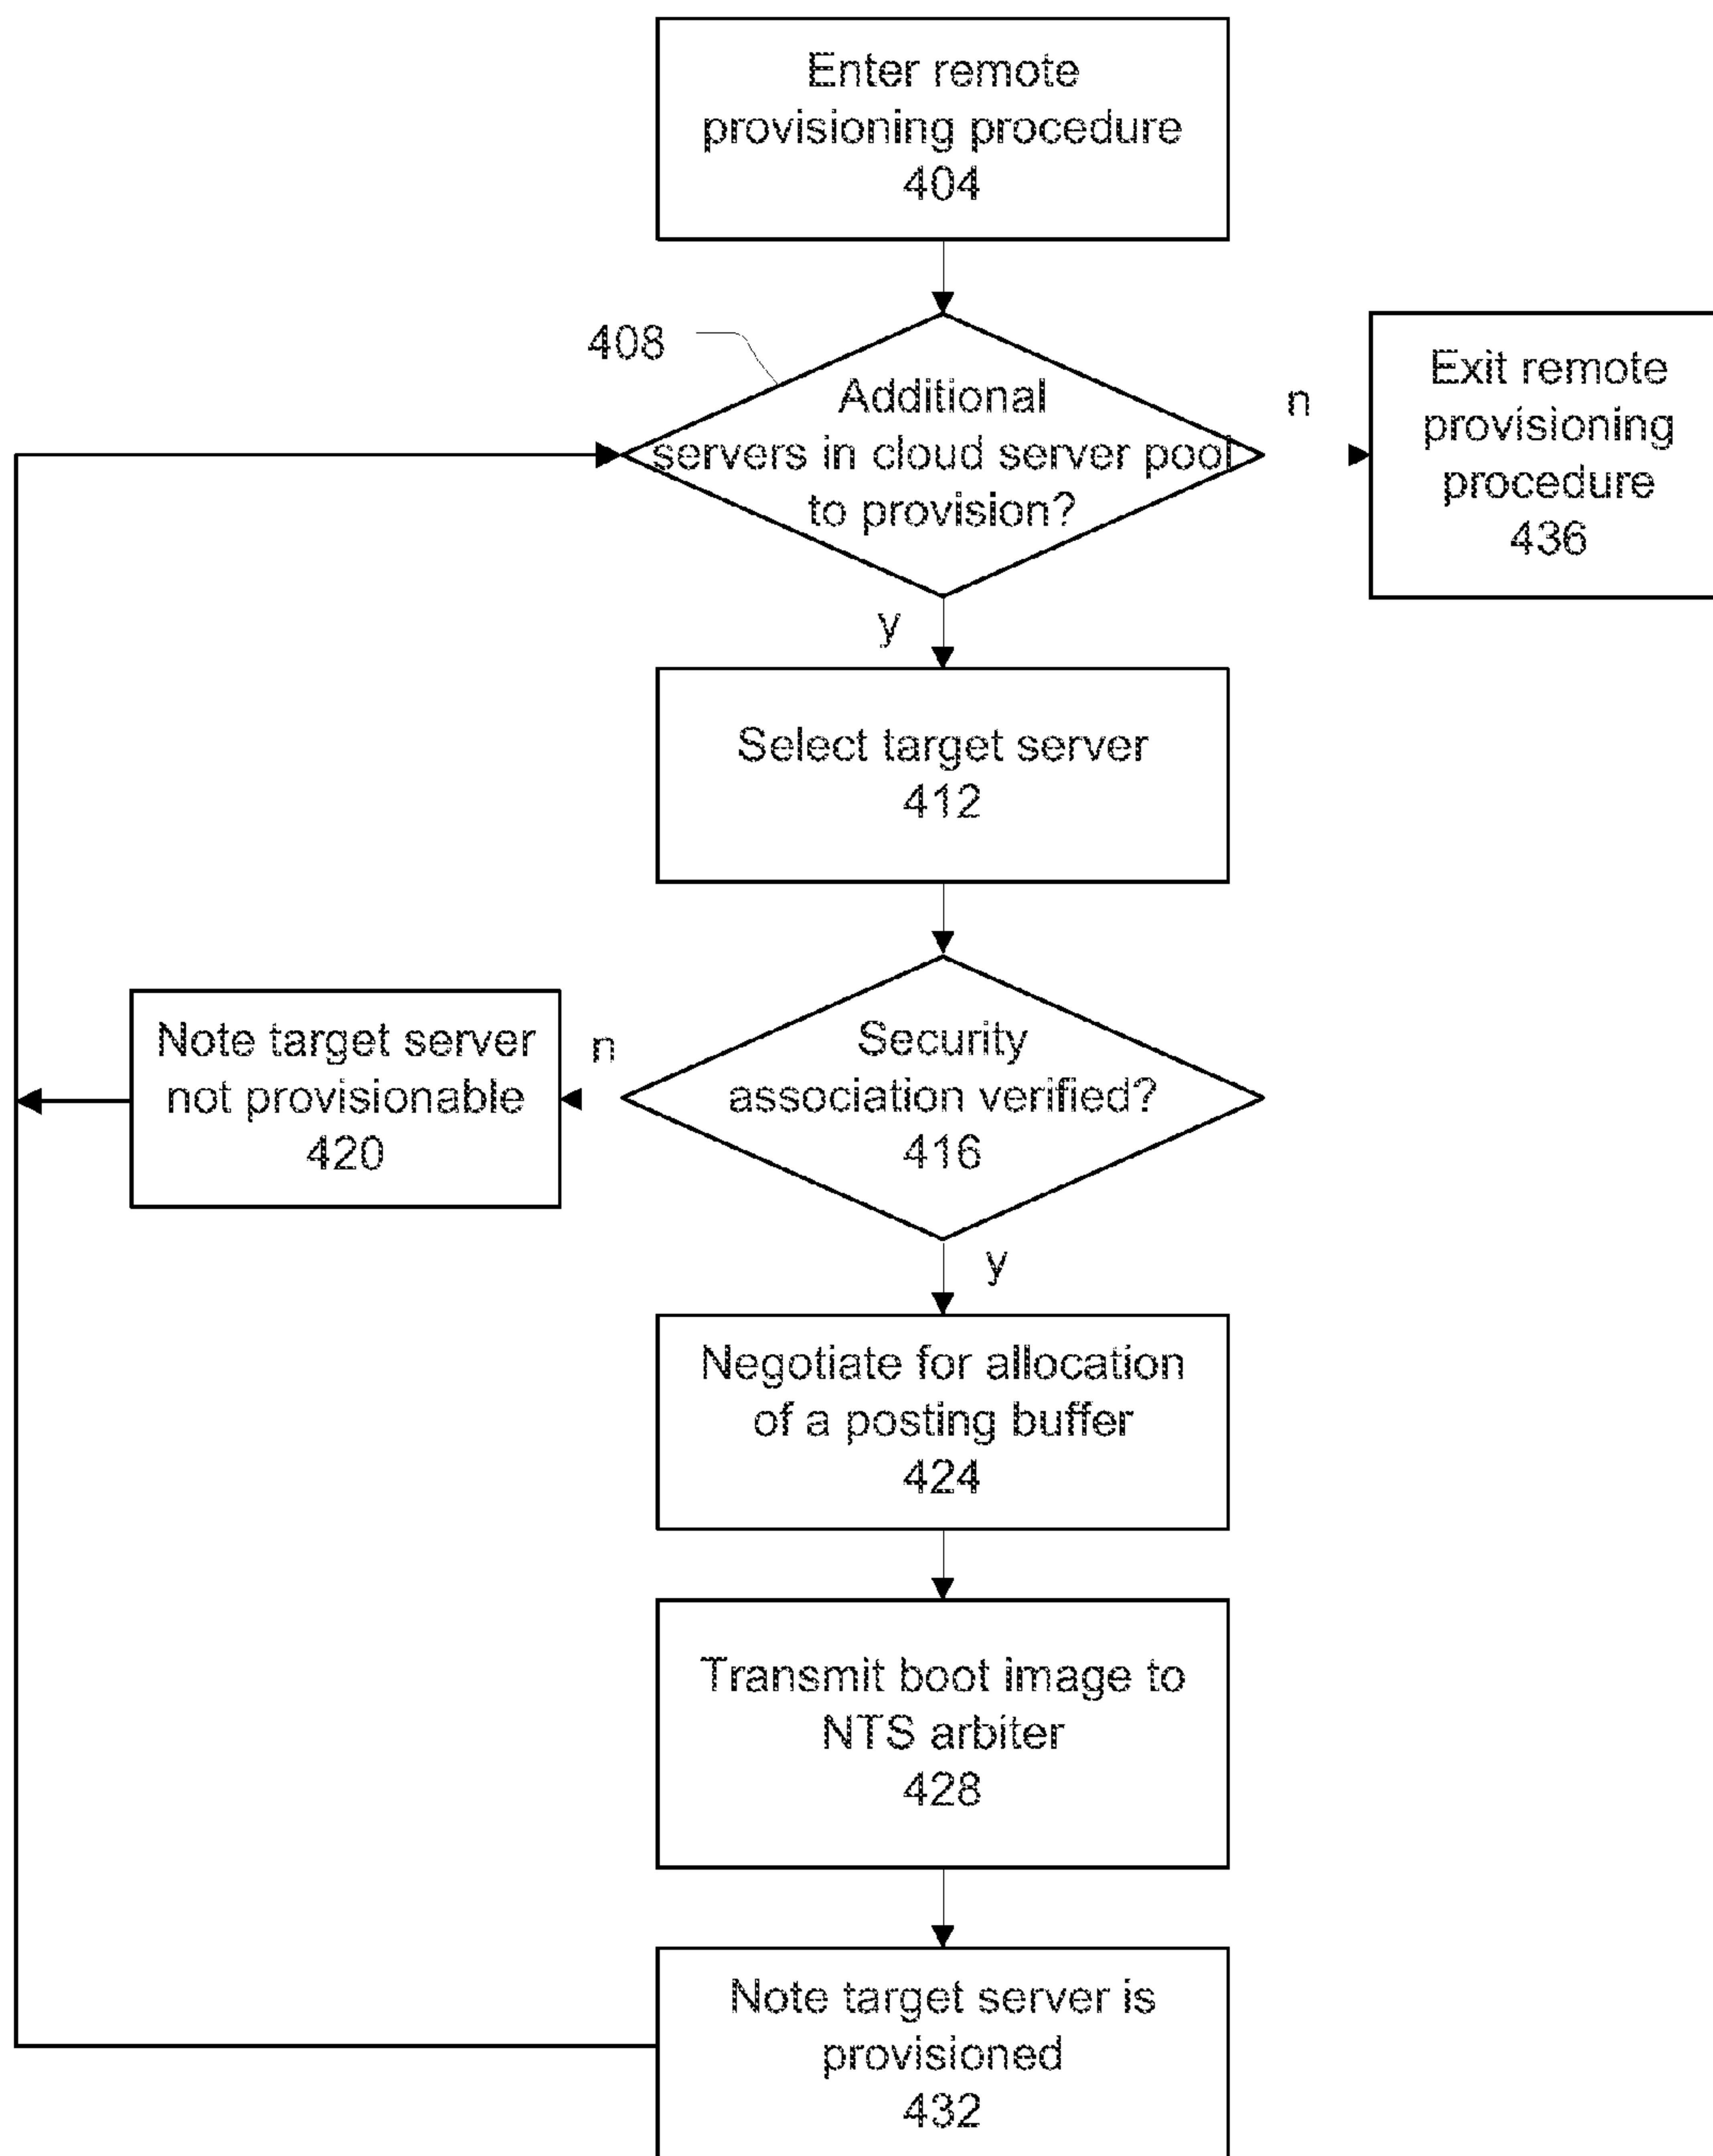 Enter remote
provisioning procedure
404
408
Additional
servers in cloud server pool
to provision?
n
Exit remote
provisioning
procedure
436
y
Select target server
412
Security
association verified?
416
n
Note target server
not provisionable
420
y
Negotiate for allocation
of a posting buffer
424
Transmit boot image to
NTS arbiter
428
Note target server is
provisioned
432